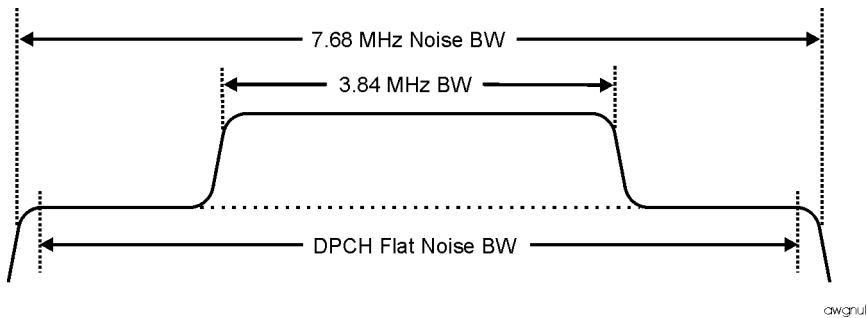 7.68 MHz Noise BW
3.84 MHz BW
DPCH Flat Noise BW
awgnul